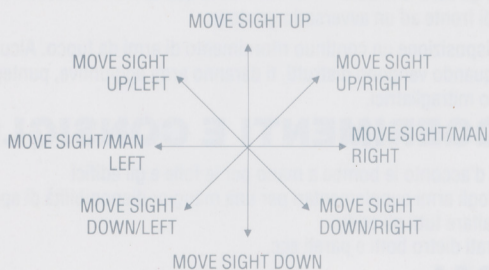 MOVE SIGHT UP
MOVE SIGHT
UP/LEFT
MOVE SIGHT
UP/RIGHT
MOVE SIGHT/MAN
LEFT
MOVE SIGHT/MAN
RIGHT
MOVE SIGHT
DOWN/LEFT
MOVE SIGHT
DOWN/RIGHT
MOVE SIGHT DOWN